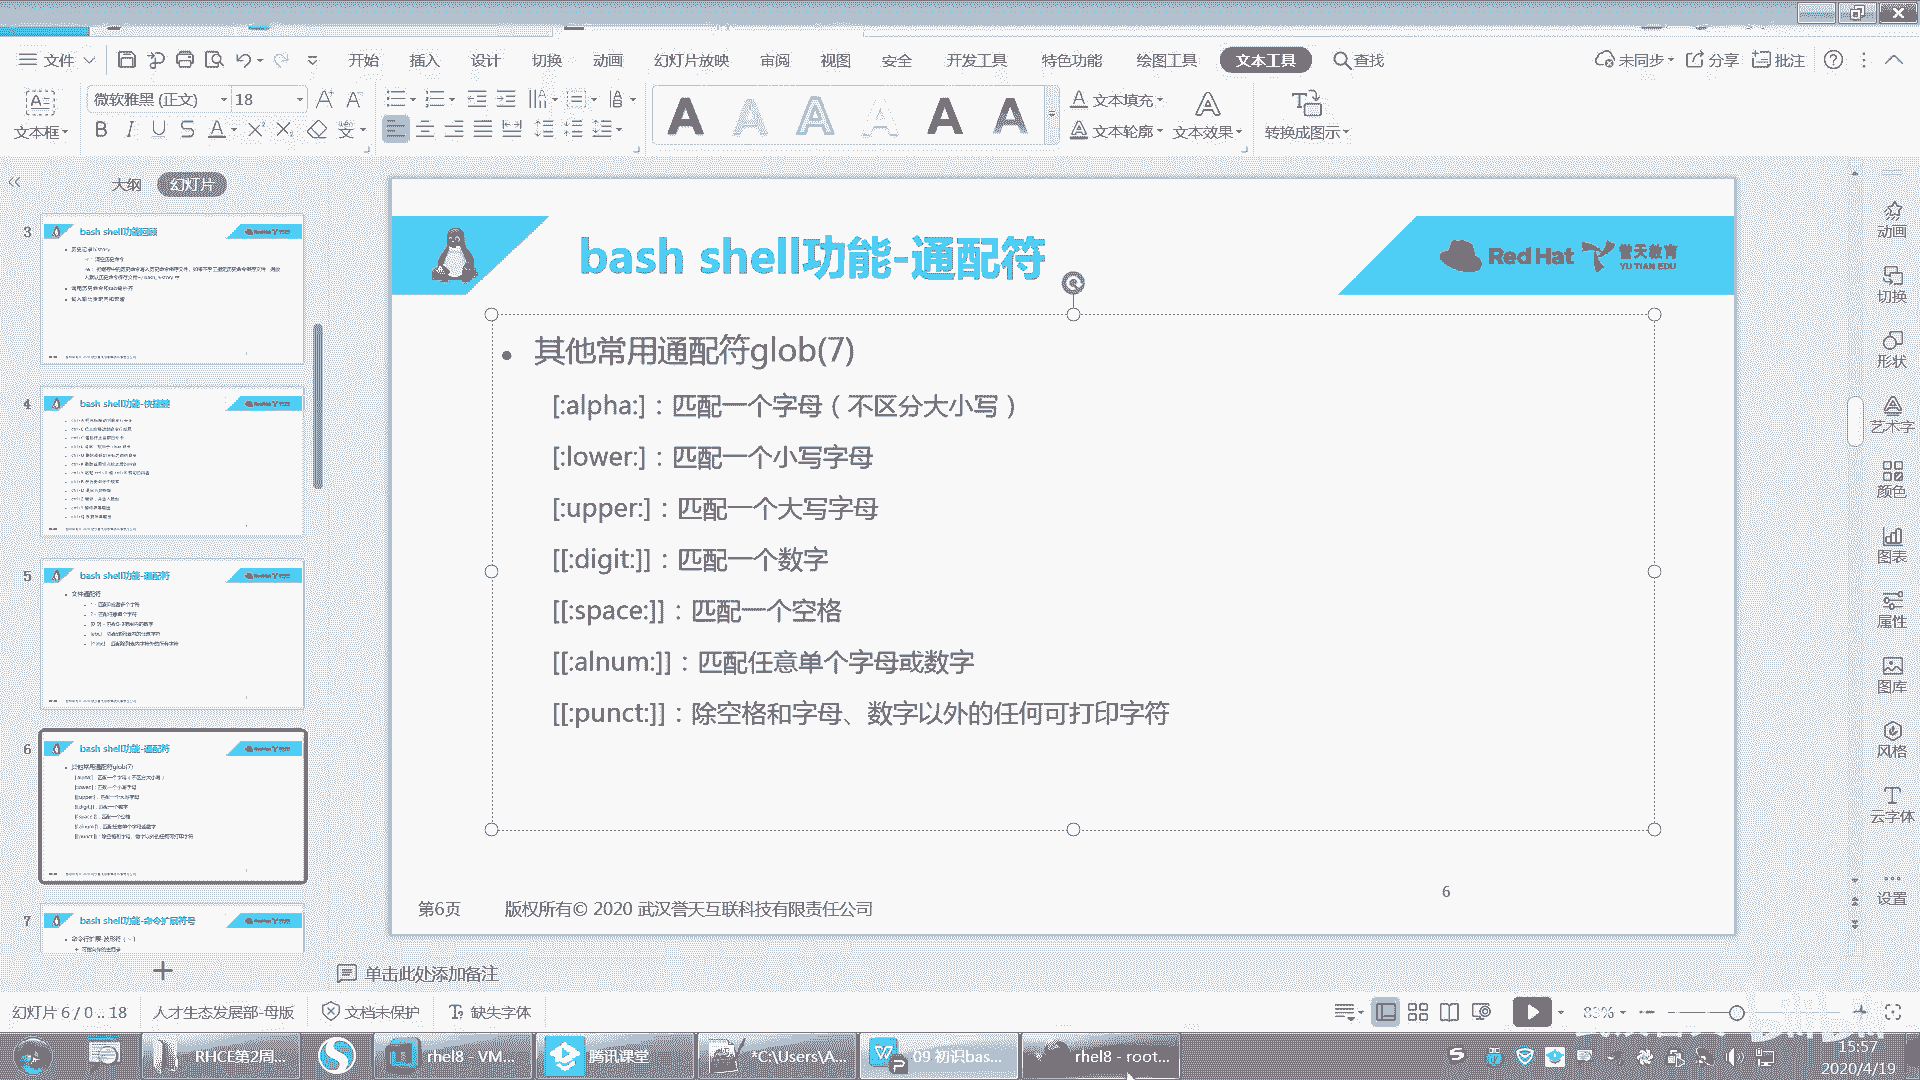 文件
开始
插入
设计
切换
动画
幻灯片放映
审阅
视图
安全
开发工具
特色功能
绘图工具
文本工具
查找
未同步
分享
批注
文本框
微软雅黑 (正文)
18
文本填充
文本轮廓
文本效果
转换成图示
大纲
幻灯片
3
bash shell功能回顾
4
bash shell功能-快捷键
5
bash shell功能-通配符
文件通配符
6
bash shell功能-通配符
其他常用通配符glob(7)
7
bash shell功能-命令扩展符号
bash shell功能-通配符
Red Hat
誉天教育
YU TIAN EDU
其他常用通配符glob(7)
[:alpha:]：匹配一个字母（不区分大小写）
[:lower:]：匹配一个小写字母
[:upper:]：匹配一个大写字母
[[:digit:]]：匹配一个数字
[[:space:]]：匹配一个空格
[[:alnum:]]：匹配任意单个字母或数字
[[:punct:]]：除空格和字母、数字以外的任何可打印字符
第6页
版权所有© 2020 武汉誉天互联科技有限责任公司
6
动画
切换
形状
艺术字
颜色
图表
属性
图库
风格
云字体
设置
单击此处添加备注
幻灯片 6 / 0 .. 18
人才生态发展部-母版
文档未保护
缺失字体
83%
RHCE第2周...
rhel8 - VM...
腾讯课堂
*C:\Users\A...
09 初识bas...
rhel8 - root...
15:57
2020/4/19